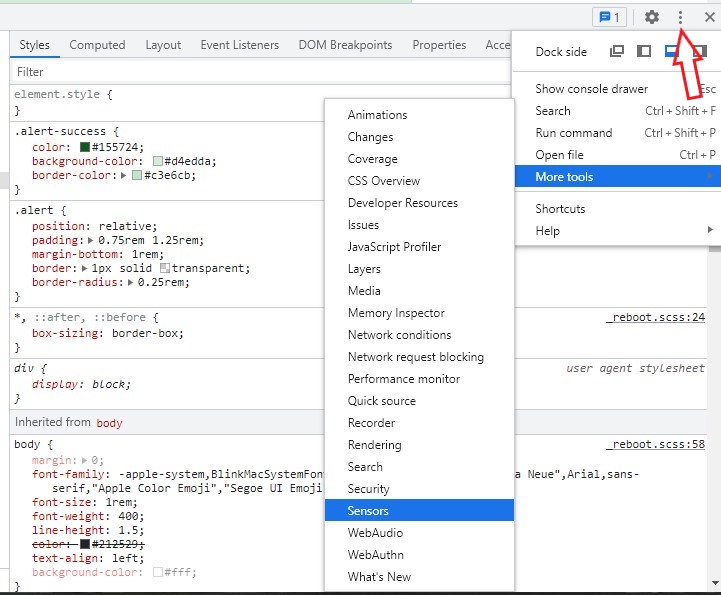 1
Styles Computed Layout Event Listeners DOM Breakpoints Properties Acce
Filter
element.style {
}
.alert-success {
color: #155724;
background-color: #d4edda;
border-color: #c3e6cb;
}
.alert {
position: relative;
padding: 0.75rem 1.25rem;
margin-bottom: 1rem;
border: 1px solid transparent;
border-radius: 0.25rem;
}
*, ::after, ::before {
_reboot.scss:24
box-sizing: border-box;
}
div {
user agent stylesheet
display: block;
}
Inherited from body
body {
_reboot.scss:58
margin: 0;
font-family: -apple-system,BlinkMacSystemFon
a Neue",Arial,sans-
serif,"Apple Color Emoji","Segoe UI Emoji
font-size: 1rem;
font-weight: 400;
line-height: 1.5;
color: #212529;
text-align: left;
background-color: #fff;
}
Animations
Changes
Coverage
CSS Overview
Developer Resources
Issues
JavaScript Profiler
Layers
Media
Memory Inspector
Network conditions
Network request blocking
Performance monitor
Quick source
Recorder
Rendering
Search
Security
Sensors
WebAudio
WebAuthn
What's New
Dock side
Show console drawer Esc
Search Ctrl + Shift + F
Run command Ctrl + Shift + P
Open file Ctrl + P
More tools
Shortcuts
Help